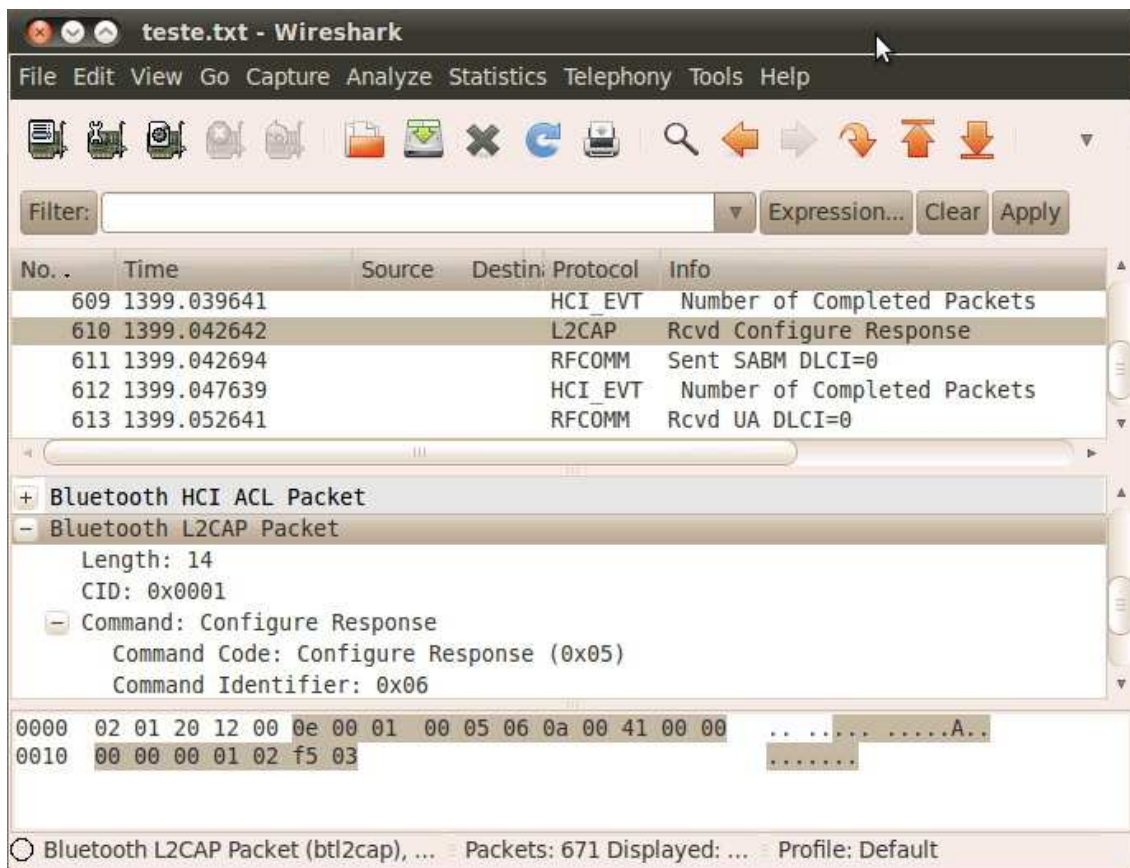 teste.txt - Wireshark
File Edit View Go Capture Analyze Statistics Telephony Tools Help
Filter: Expression... Clear Apply
No. . Time Source Destin Protocol Info
609 1399.039641 HCI_EVT Number of Completed Packets
610 1399.042642 L2CAP Rcvd Configure Response
611 1399.042694 RFCOMM Sent SABM DLCI=0
612 1399.047639 HCI_EVT Number of Completed Packets
613 1399.052641 RFCOMM Rcvd UA DLCI=0
+ Bluetooth HCI ACL Packet
- Bluetooth L2CAP Packet
Length: 14
CID: 0x0001
- Command: Configure Response
Command Code: Configure Response (0x05)
Command Identifier: 0x06
0000 02 01 20 12 00 0e 00 01 00 05 06 0a 00 41 00 00 .. ..... .....A..
0010 00 00 00 01 02 f5 03 .......
Bluetooth L2CAP Packet (btl2cap), ... Packets: 671 Displayed: ... Profile: Default